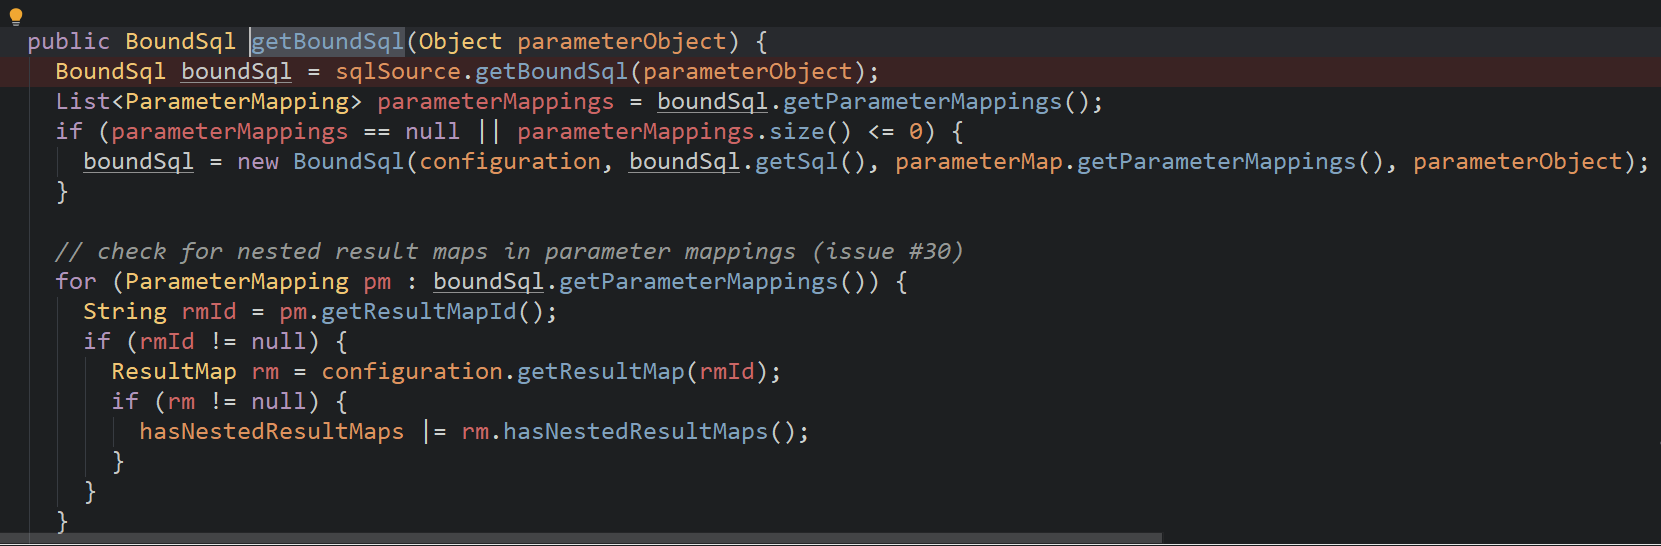 public BoundSql getBoundSql(Object parameterObject) {
  BoundSql boundSql = sqlSource.getBoundSql(parameterObject);
  List<ParameterMapping> parameterMappings = boundSql.getParameterMappings();
  if (parameterMappings == null || parameterMappings.size() <= 0) {
    boundSql = new BoundSql(configuration, boundSql.getSql(), parameterMap.getParameterMappings(), parameterObject);
  }

  // check for nested result maps in parameter mappings (issue #30)
  for (ParameterMapping pm : boundSql.getParameterMappings()) {
    String rmId = pm.getResultMapId();
    if (rmId != null) {
      ResultMap rm = configuration.getResultMap(rmId);
      if (rm != null) {
        hasNestedResultMaps |= rm.hasNestedResultMaps();
      }
    }
  }